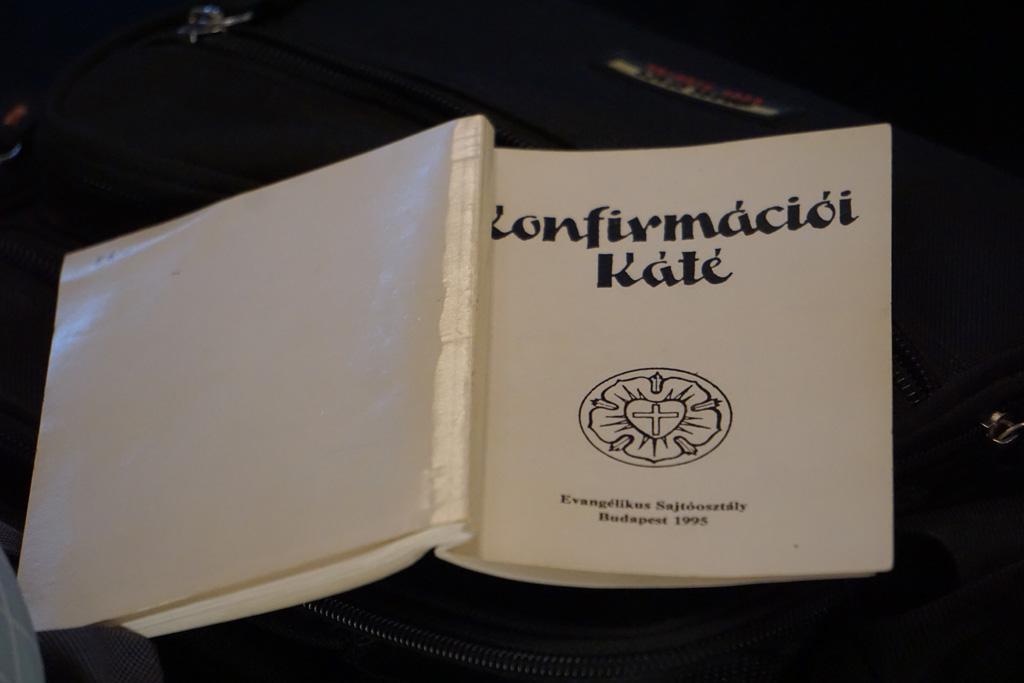 Konfirmációi
Káté
Evangélikus Sajtóosztály
Budapest 1995